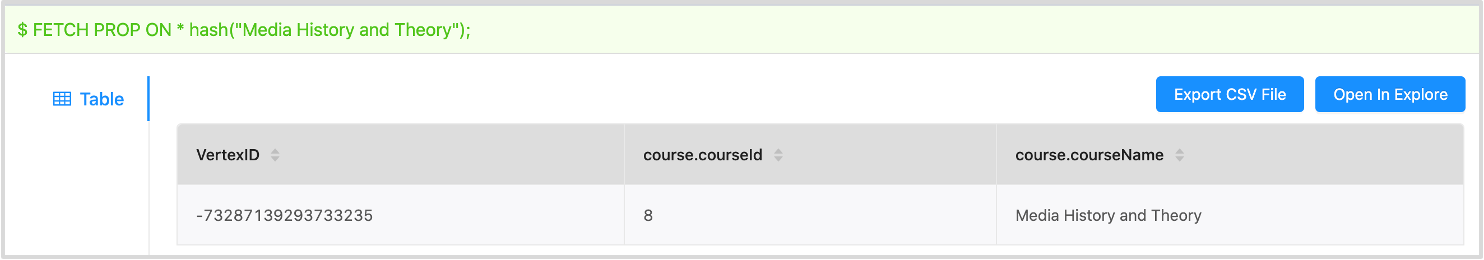 $ FETCH PROP ON * hash("Media History and Theory");
Table
Export CSV File
Open In Explore
VertexID course.courseId course.courseName
-73287139293733235 8 Media History and Theory